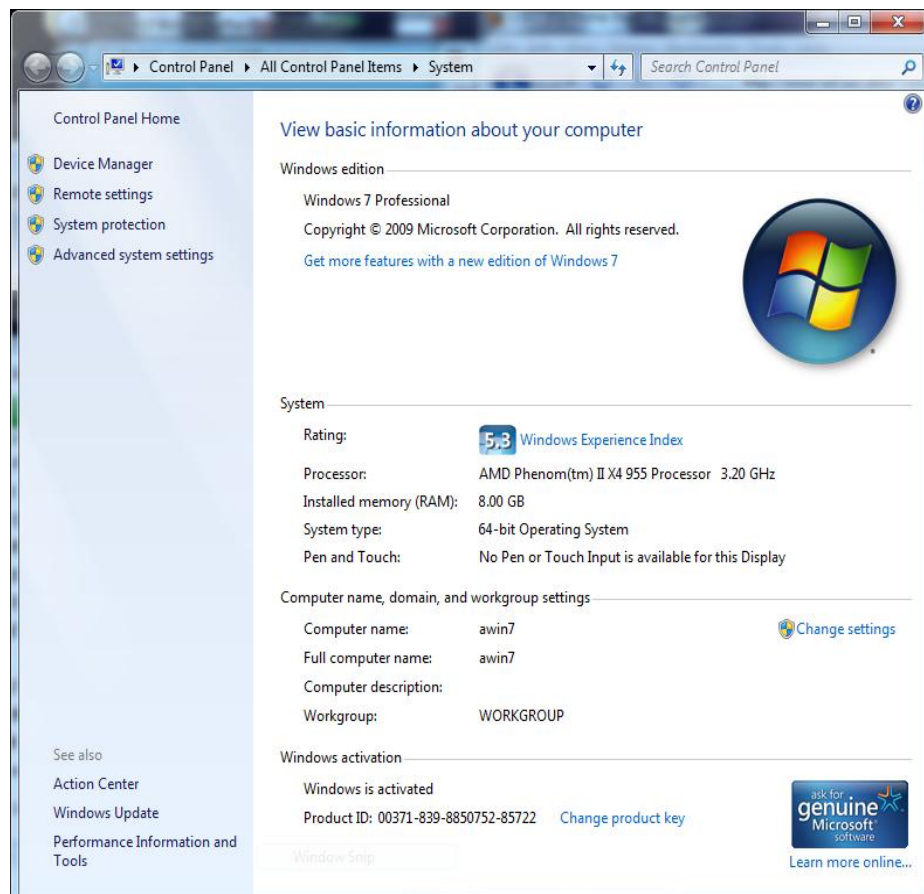 Control Panel All Control Panel Items System Search Control Panel
Control Panel Home
Device Manager
Remote settings
System protection
Advanced system settings
View basic information about your computer
Windows edition
Windows 7 Professional
Copyright © 2009 Microsoft Corporation. All rights reserved.
Get more features with a new edition of Windows 7
System
Rating: 5.3 Windows Experience Index
Processor: AMD Phenom(tm) II X4 955 Processor 3.20 GHz
Installed memory (RAM): 8.00 GB
System type: 64-bit Operating System
Pen and Touch: No Pen or Touch Input is available for this Display
Computer name, domain, and workgroup settings
Computer name: awin7 Change settings
Full computer name: awin7
Computer description:
Workgroup: WORKGROUP
Windows activation
Windows is activated
Product ID: 00371-839-8850752-85722 Change product key
ask for
genuine
Microsoft
software
Learn more online...
See also
Action Center
Windows Update
Performance Information and
Tools
Window Snip